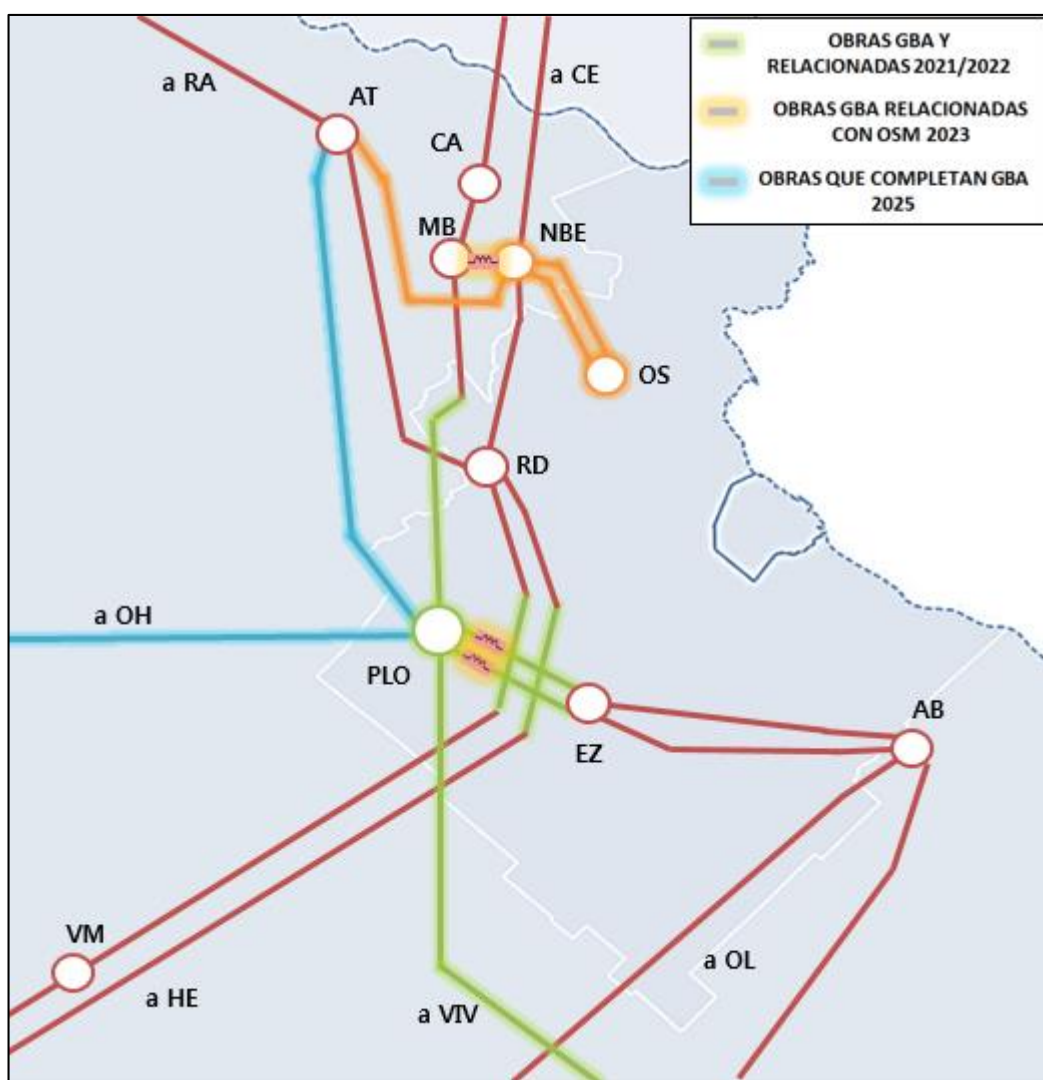 OBRAS GBA Y
RELACIONADAS 2021/2022
OBRAS GBA RELACIONADAS
CON OSM 2023
OBRAS QUE COMPLETAN GBA
2025
a RA
AT
a CE
CA
MB
NBE
OS
RD
a OH
PLO
EZ
AB
VM
a HE
a VIV
a OL